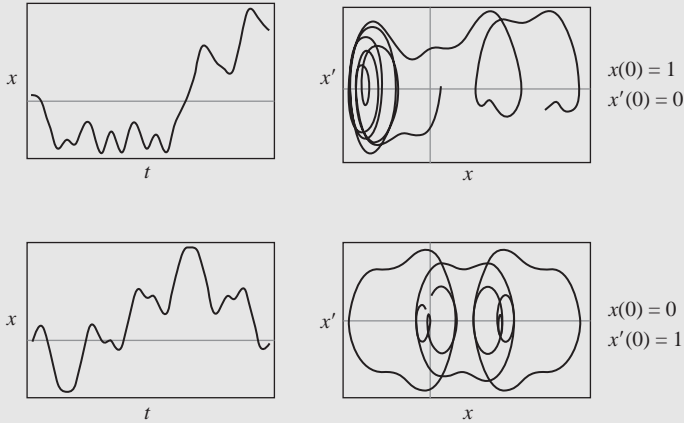 x
t
x′
x
x(0) = 1
x′(0) = 0
x
t
x′
x
x(0) = 0
x′(0) = 1